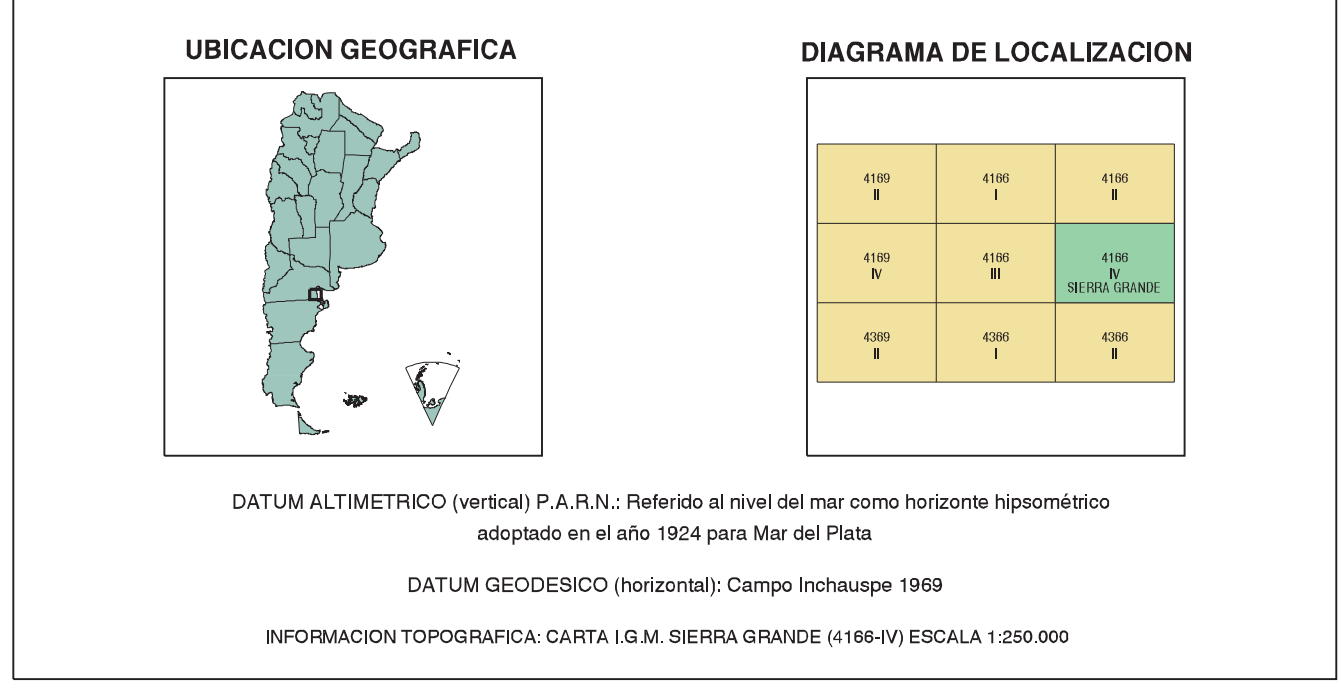 UBICACION GEOGRAFICA
DIAGRAMA DE LOCALIZACION
4169
II
4166
I
4166
II
4169
IV
4166
III
4166
IV
SIERRA GRANDE
4369
II
4366
I
4366
II
DATUM ALTIMETRICO (vertical) P.A.R.N.: Referido al nivel del mar como horizonte hipsométrico
adoptado en el año 1924 para Mar del Plata
DATUM GEODESICO (horizontal): Campo Inchauspe 1969
INFORMACION TOPOGRAFICA: CARTA I.G.M. SIERRA GRANDE (4166-IV) ESCALA 1:250.000